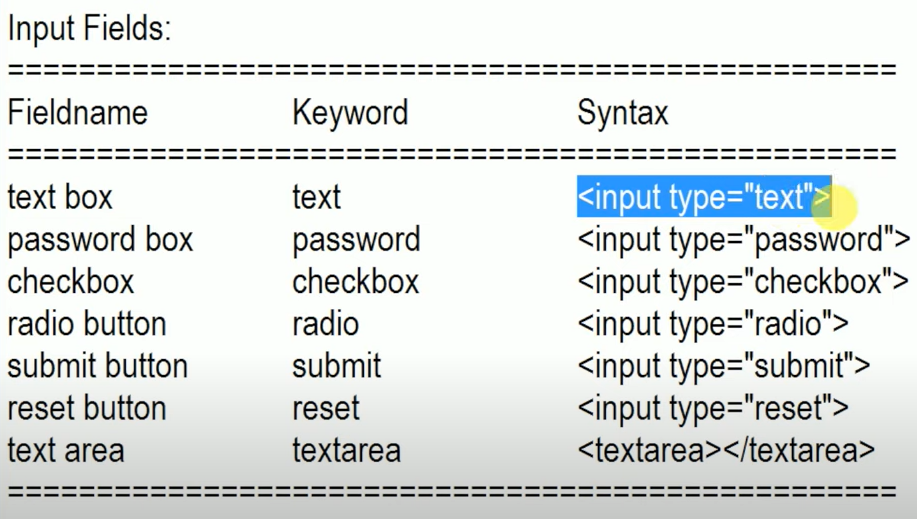 Input Fields:
==================================================
Fieldname Keyword Syntax
==================================================
text box text <input type="text">
password box password <input type="password">
checkbox checkbox <input type="checkbox">
radio button radio <input type="radio">
submit button submit <input type="submit">
reset button reset <input type="reset">
text area textarea <textarea></textarea>
==================================================